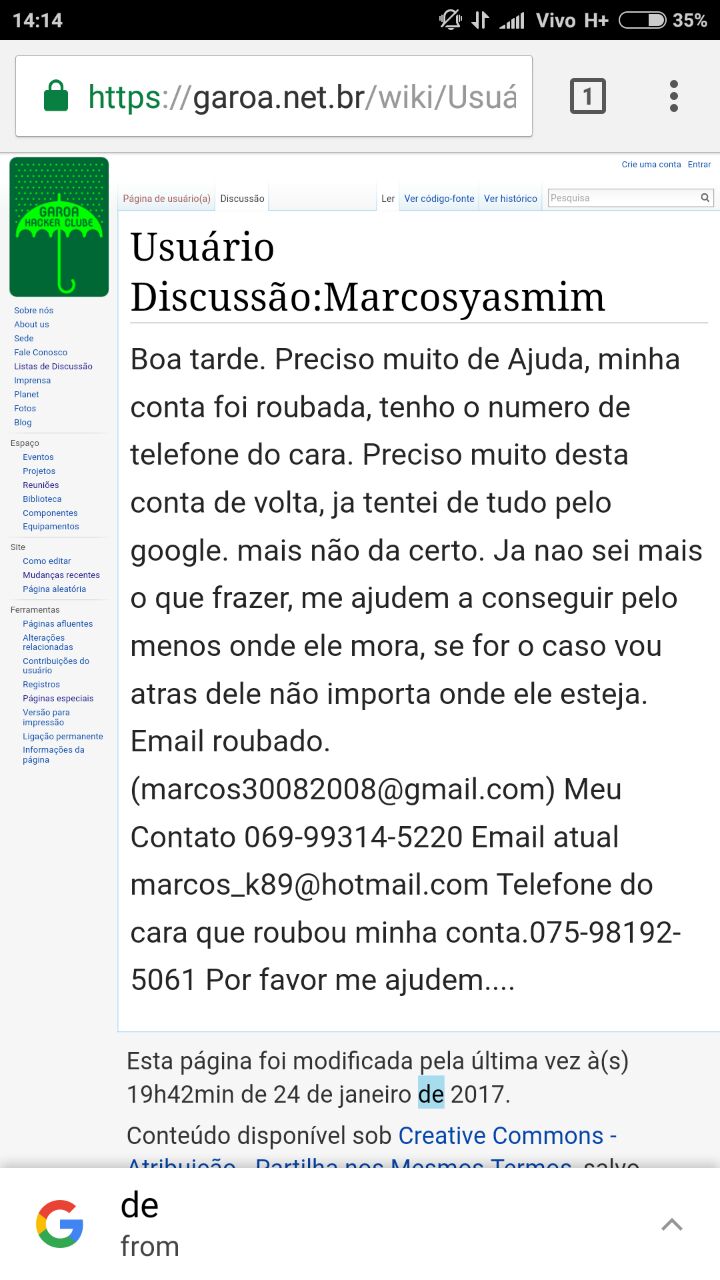 14:14
Vivo H+ 35%
https://garoa.net.br/wiki/Usuá
1
Crie uma conta Entrar
GAROA
HACKER CLUBE
Página de usuário(a) Discussão Ler Ver código-fonte Ver histórico Pesquisa
Usuário
Discussão:Marcosyasmim
Boa tarde. Preciso muito de Ajuda, minha
conta foi roubada, tenho o numero de
telefone do cara. Preciso muito desta
conta de volta, ja tentei de tudo pelo
google. mais não da certo. Ja nao sei mais
o que frazer, me ajudem a conseguir pelo
menos onde ele mora, se for o caso vou
atras dele não importa onde ele esteja.
Email roubado.
(marcos30082008@gmail.com) Meu
Contato 069-99314-5220 Email atual
marcos_k89@hotmail.com Telefone do
cara que roubou minha conta.075-98192-
5061 Por favor me ajudem....
Sobre nós
About us
Sede
Fale Conosco
Listas de Discussão
Imprensa
Planet
Fotos
Blog
Espaço
Eventos
Projetos
Reuniões
Biblioteca
Componentes
Equipamentos
Site
Como editar
Mudanças recentes
Página aleatória
Ferramentas
Páginas afluentes
Alterações
relacionadas
Contribuições do
usuário
Registros
Páginas especiais
Versão para
impressão
Ligação permanente
Informações da
página
Esta página foi modificada pela última vez à(s)
19h42min de 24 de janeiro de 2017.
Conteúdo disponível sob Creative Commons -
Atribuição - Partilha nos Mesmos Termos, salvo
de
from